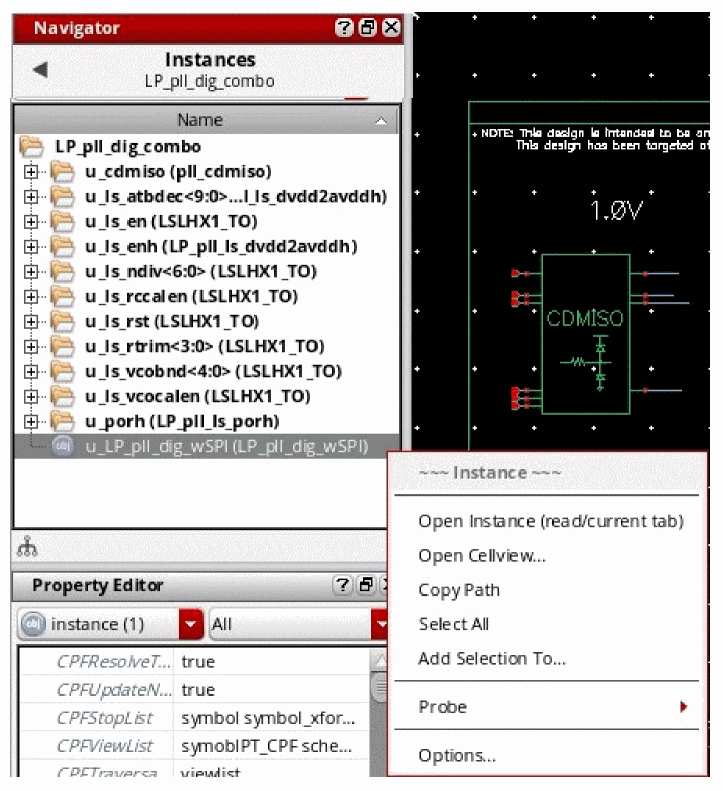 Navigator
Instances
LP_pll_dig_combo
Name
LP_pll_dig_combo
u_cdmiso (pll_cdmiso)
u_ls_atbdec<9:0>...l_ls_dvdd2avddh)
u_ls_en (LSLHX1_TO)
u_ls_enh (LP_pll_ls_dvdd2avddh)
u_ls_ndiv<6:0> (LSLHX1_TO)
u_ls_rccalen (LSLHX1_TO)
u_ls_rst (LSLHX1_TO)
u_ls_rtrim<3:0> (LSLHX1_TO)
u_ls_vcobnd<4:0> (LSLHX1_TO)
u_ls_vcocalen (LSLHX1_TO)
u_porh (LP_pll_ls_porh)
u_LP_pll_dig_wSPI (LP_pll_dig_wSPI)
NOTE: This design is intended to be an
This design has been targeted of
1.0V
CDMISO
~~~ Instance ~~~
Open Instance (read/current tab)
Open Cellview...
Copy Path
Select All
Add Selection To...
Probe
Options...
Property Editor
instance (1)
All
CPFResolveT... true
CPFUpdateN... true
CPFStopList symbol symbol_xfor...
CPFViewList symoblPT_CPF sche...
CPFTraversa viewlist